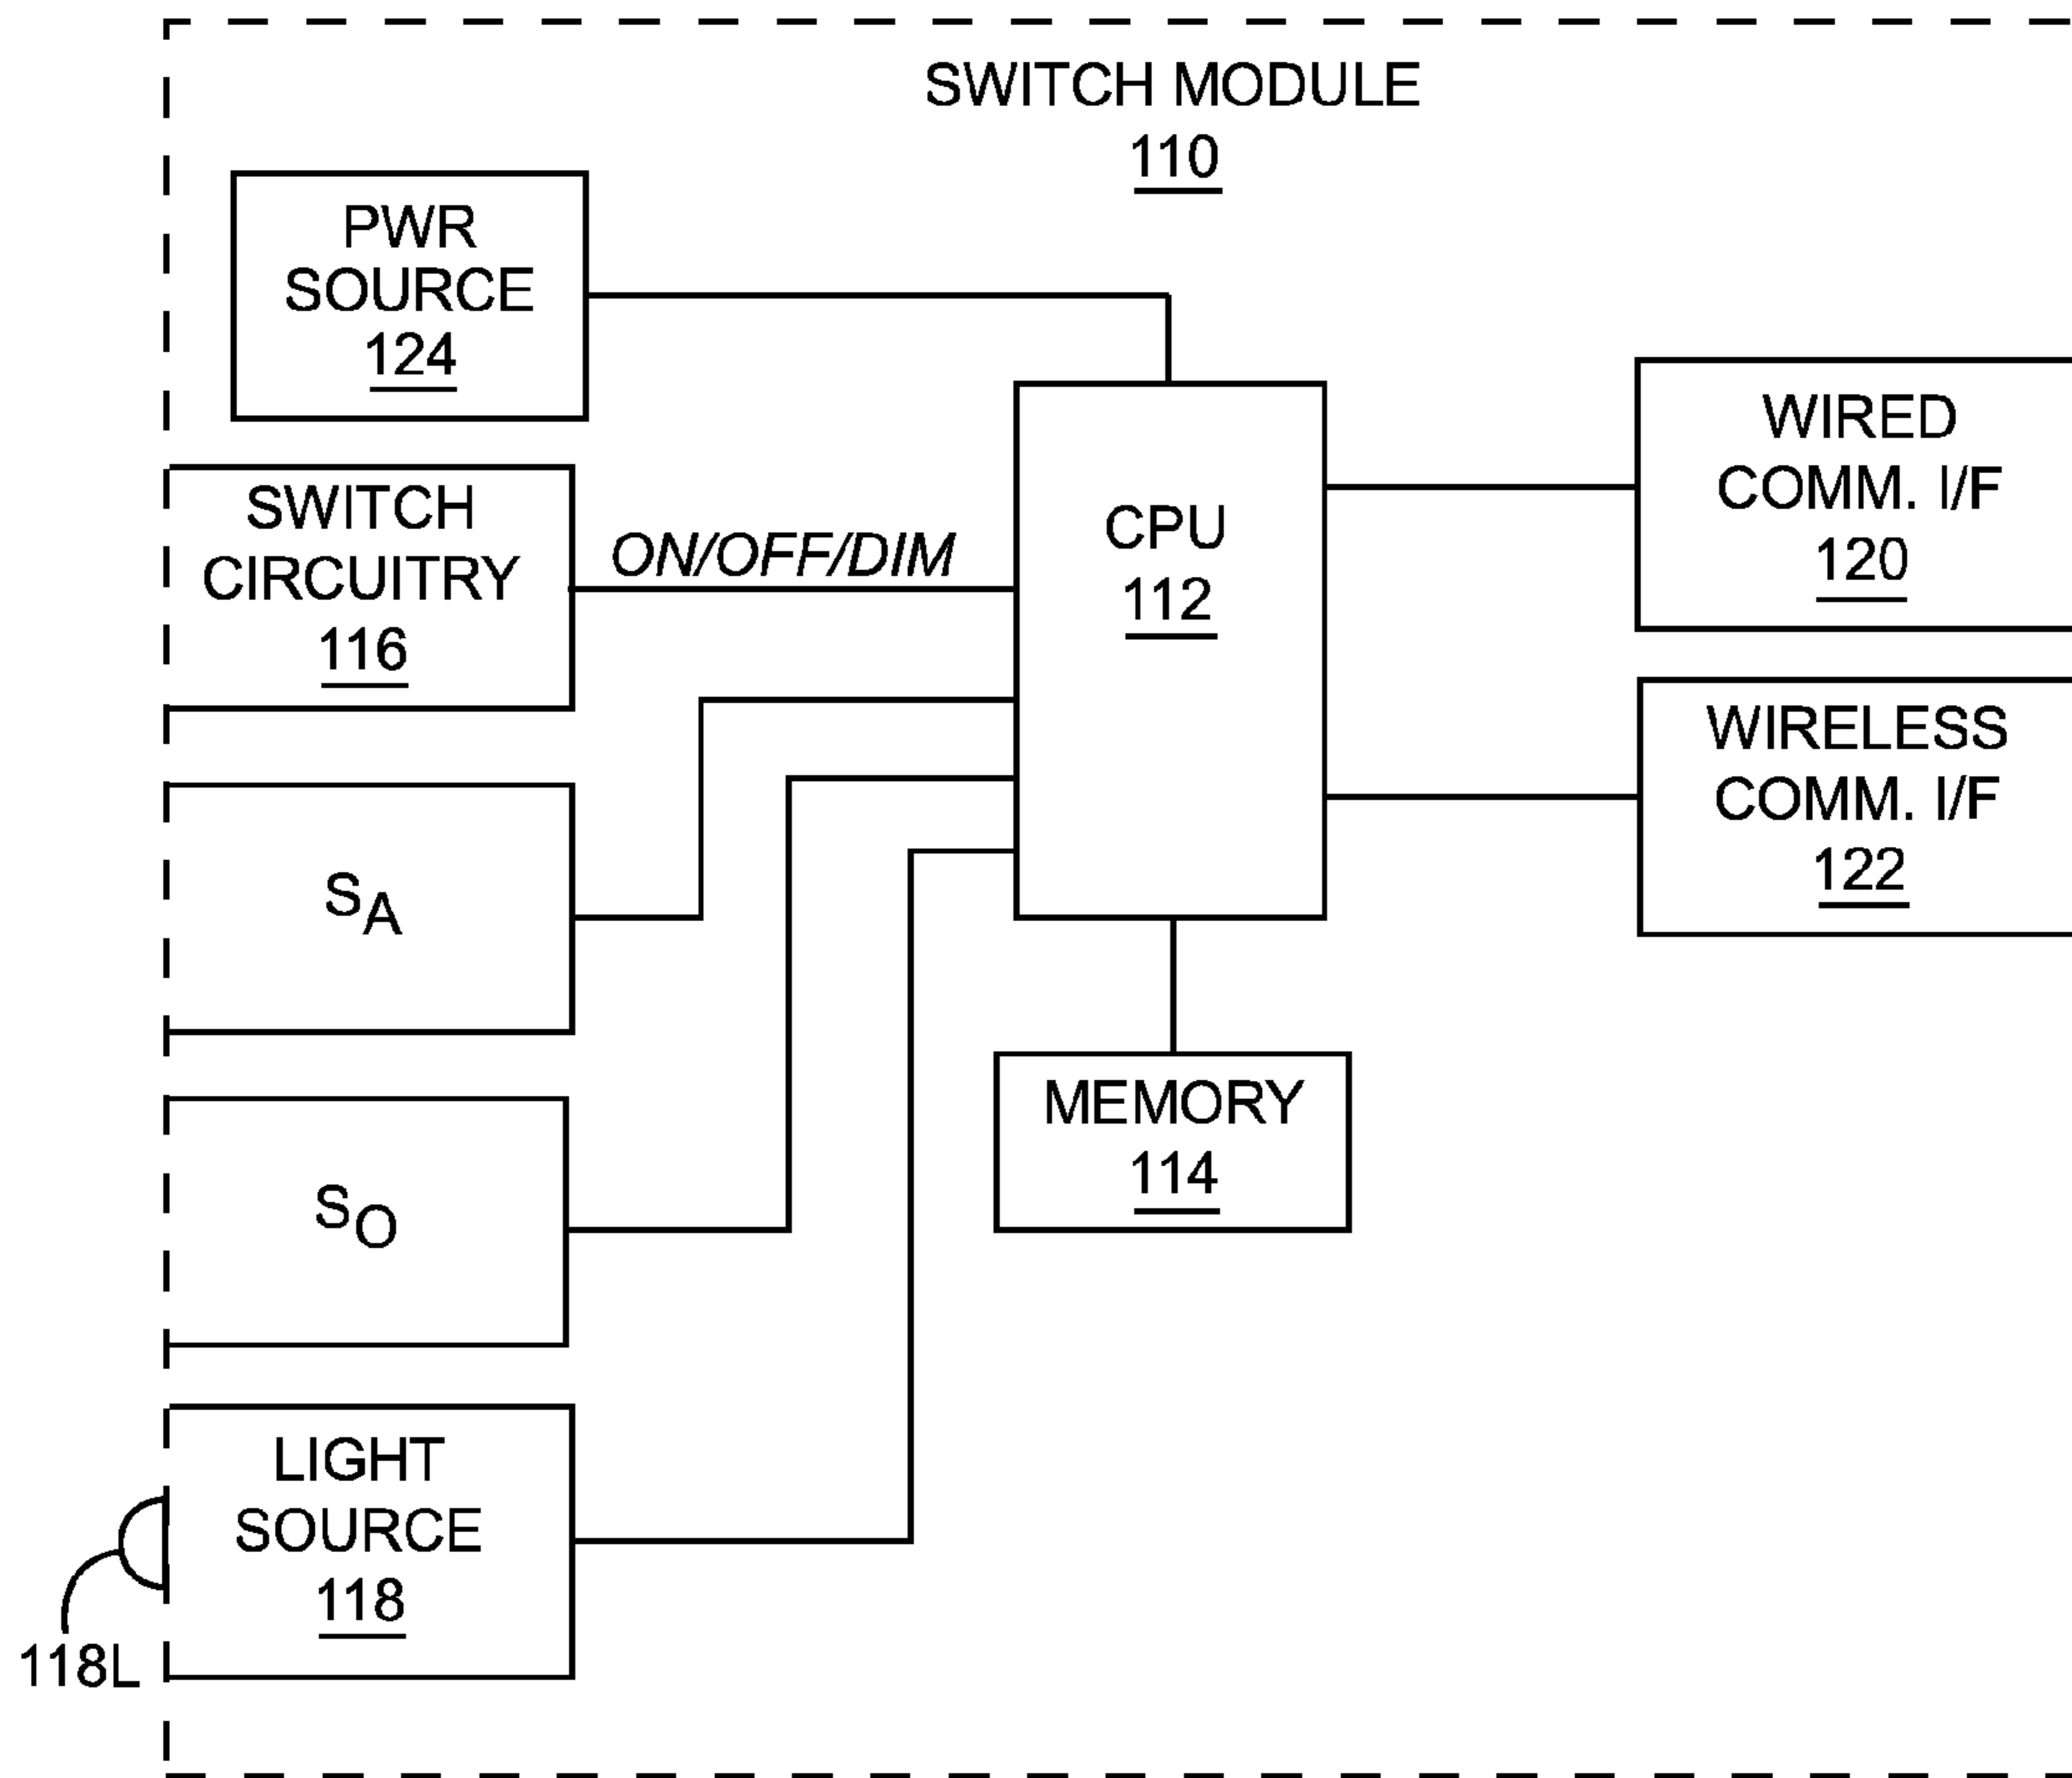 SWITCH MODULE
110
PWR
SOURCE
124
SWITCH
CIRCUITRY
116
ON/OFF/DIM
CPU
112
WIRED
COMM. I/F
120
WIRELESS
COMM. I/F
122
SA
SO
MEMORY
114
LIGHT
SOURCE
118
118L